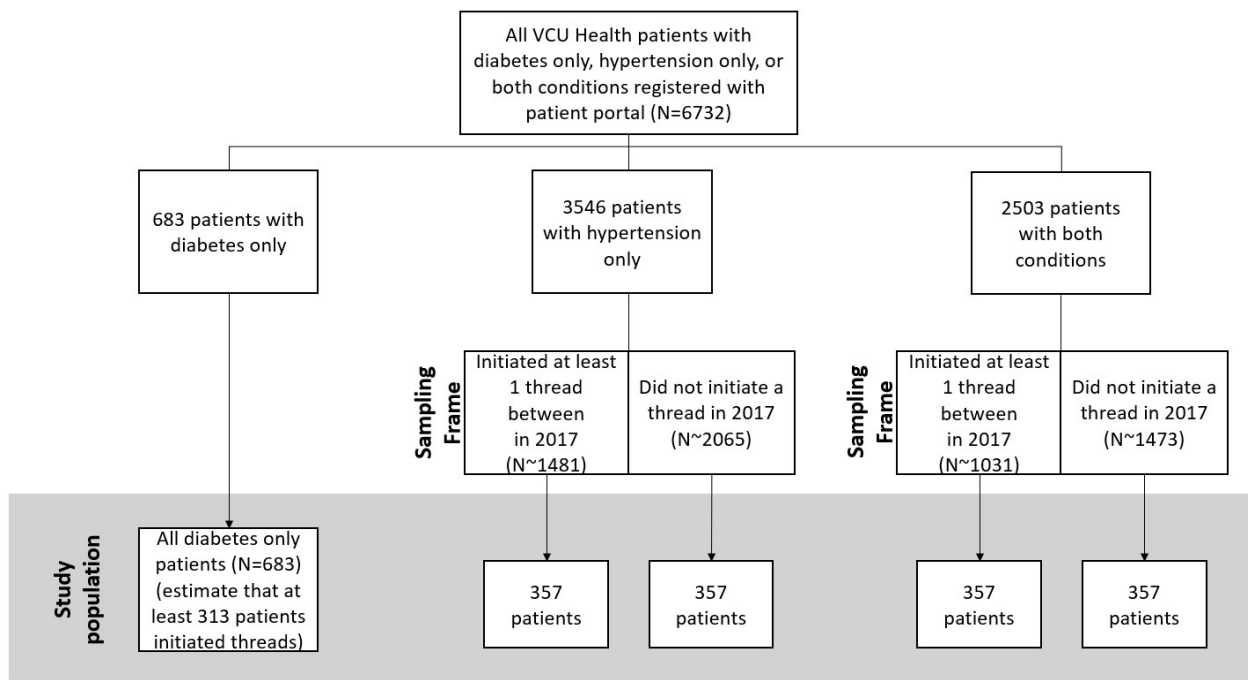 All VCU Health patients with
diabetes only, hypertension only, or
both conditions registered with
patient portal (N=6732)
683 patients with
diabetes only
3546 patients
with hypertension
only
2503 patients
with both
conditions
Sampling
Frame
Initiated at least
1 thread
between
in 2017
(N~1481)
Did not initiate a
thread in 2017
(N~2065)
Sampling
Frame
Initiated at least
1 thread
between
in 2017
(N~1031)
Did not initiate a
thread in 2017
(N~1473)
Study
population
All diabetes only
patients (N=683)
(estimate that at
least 313 patients
initiated threads)
357
patients
357
patients
357
patients
357
patients